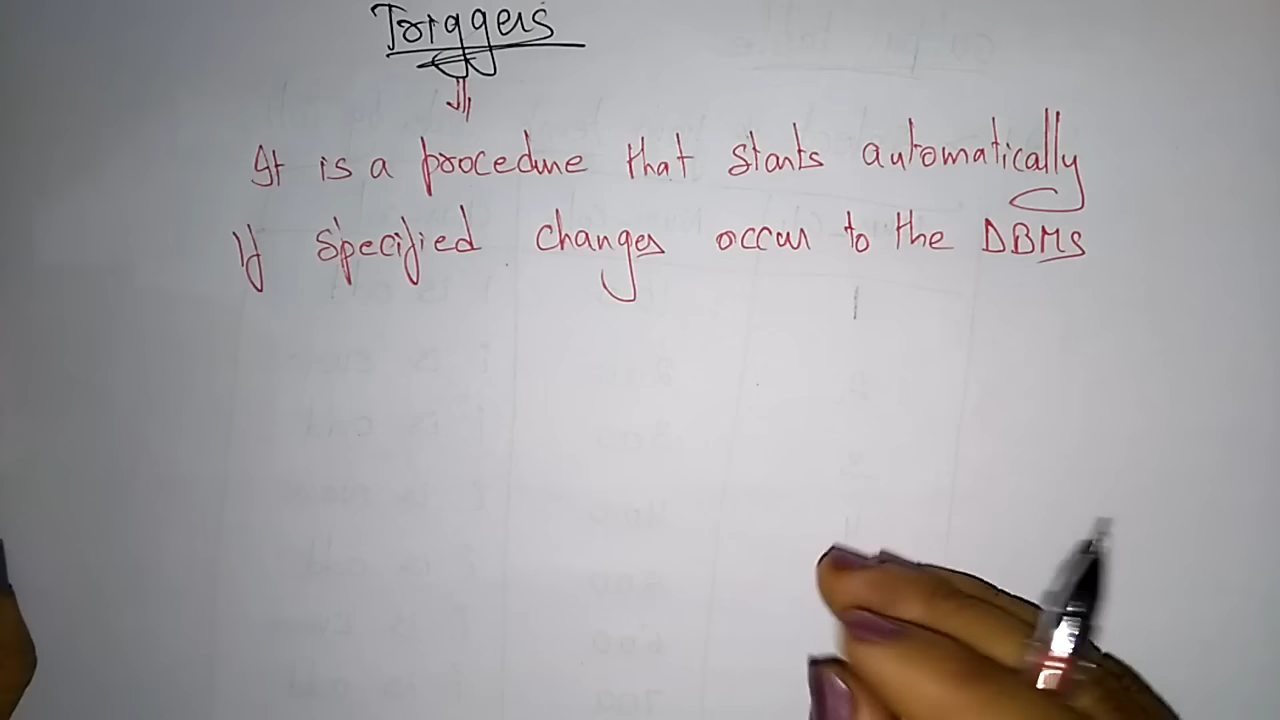 Triggers
It is a procedure that starts automatically
If specified changes occur to the DBMS